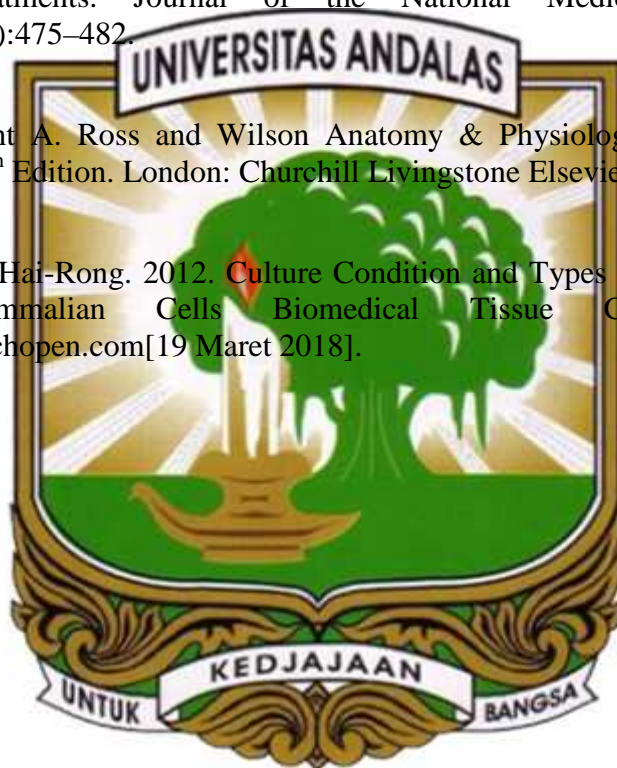 atments. Journal of the National Medic
):475–482.
UNIVERSITAS ANDALAS
nt A. Ross and Wilson Anatomy & Physiolog
h Edition. London: Churchill Livingstone Elsevie
Hai-Rong. 2012. Culture Condition and Types
mmalian Cells Biomedical Tissue C
chopen.com[19 Maret 2018].
UNTUK KEDJAJAAN BANGSA